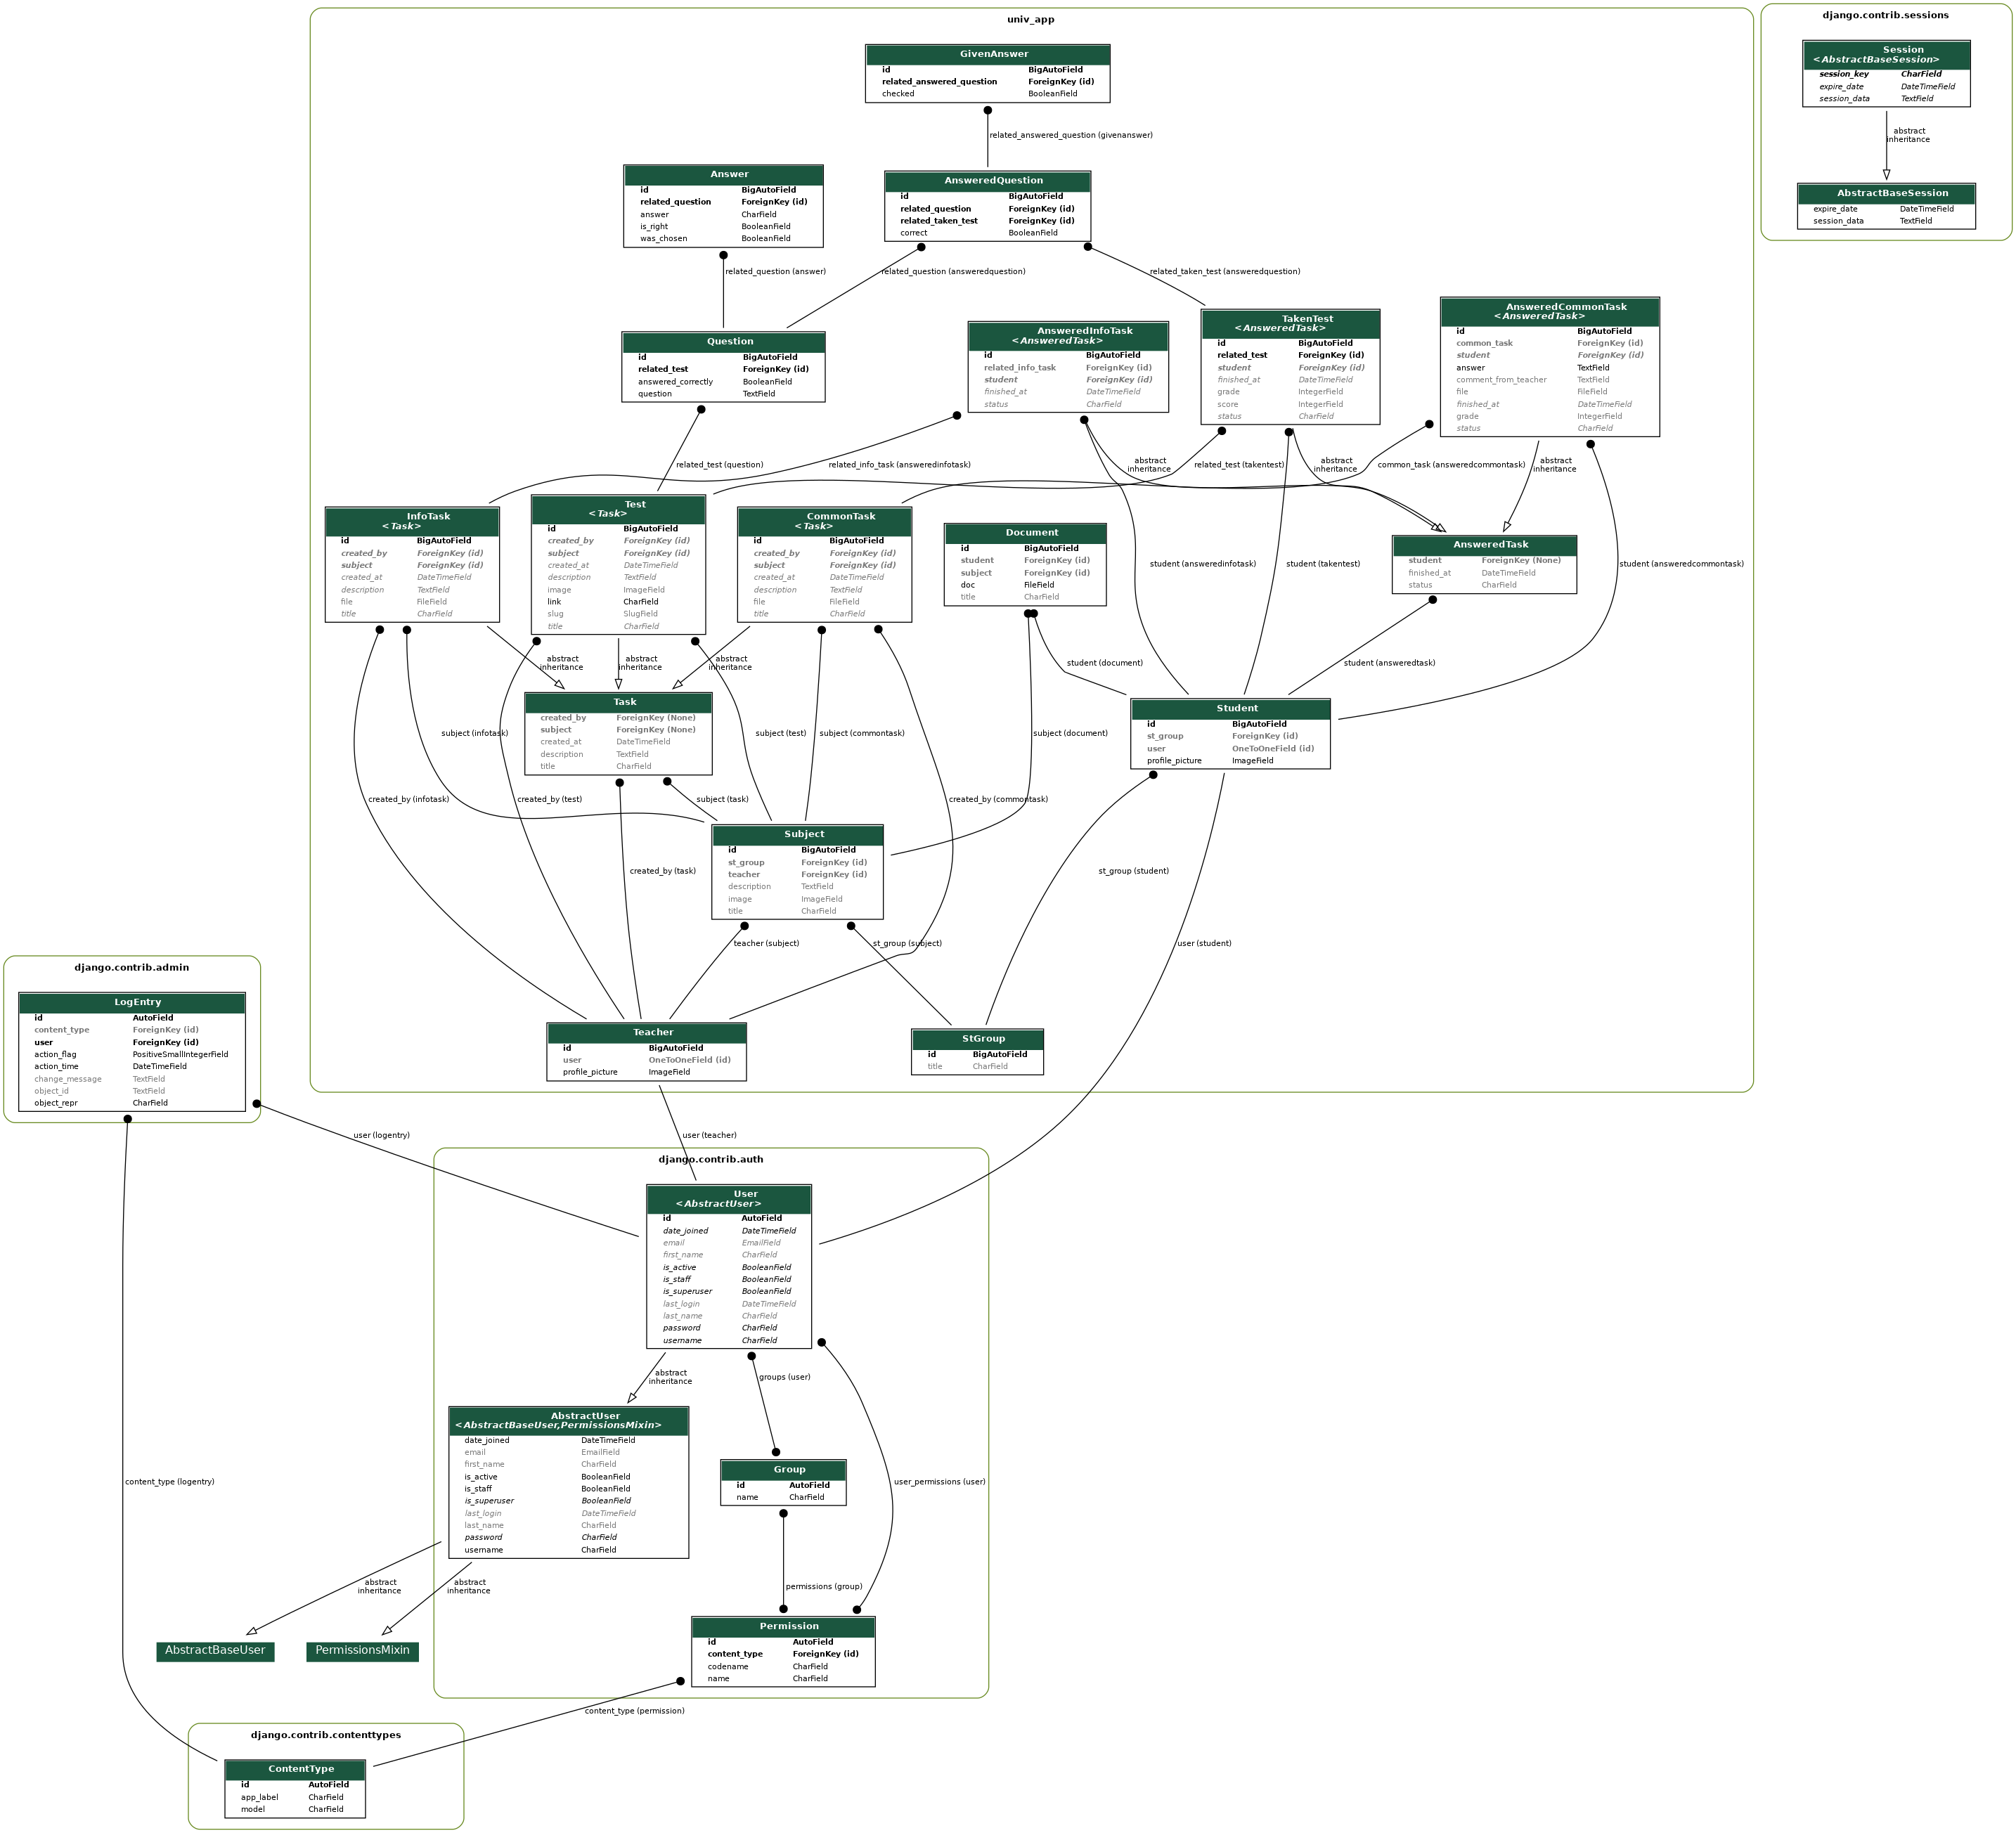 univ_app
GivenAnswer
id BigAutoField
related_answered_question ForeignKey (id)
checked BooleanField
related_answered_question (givenanswer)
Answer
id BigAutoField
related_question ForeignKey (id)
answer CharField
is_right BooleanField
was_chosen BooleanField
AnsweredQuestion
id BigAutoField
related_question ForeignKey (id)
related_taken_test ForeignKey (id)
correct BooleanField
related_question (answer)
related_question (answeredquestion)
related_taken_test (answeredquestion)
Question
id BigAutoField
related_test ForeignKey (id)
answered_correctly BooleanField
question TextField
AnsweredInfoTask
<AnsweredTask>
id BigAutoField
related_info_task ForeignKey (id)
student ForeignKey (id)
finished_at DateTimeField
status CharField
TakenTest
<AnsweredTask>
id BigAutoField
related_test ForeignKey (id)
student ForeignKey (id)
finished_at DateTimeField
grade IntegerField
score IntegerField
status CharField
AnsweredCommonTask
<AnsweredTask>
id BigAutoField
common_task ForeignKey (id)
student ForeignKey (id)
answer TextField
comment_from_teacher TextField
file FileField
finished_at DateTimeField
grade IntegerField
status CharField
related_test (question)
related_info_task (answeredinfotask)
abstract
inheritance
related_test (takentest)
abstract
inheritance
common_task (answeredcommontask)
abstract
inheritance
InfoTask
<Task>
id BigAutoField
created_by ForeignKey (id)
subject ForeignKey (id)
created_at DateTimeField
description TextField
file FileField
title CharField
Test
<Task>
id BigAutoField
created_by ForeignKey (id)
subject ForeignKey (id)
created_at DateTimeField
description TextField
image ImageField
link CharField
slug SlugField
title CharField
CommonTask
<Task>
id BigAutoField
created_by ForeignKey (id)
subject ForeignKey (id)
created_at DateTimeField
description TextField
file FileField
title CharField
Document
id BigAutoField
student ForeignKey (id)
subject ForeignKey (id)
doc FileField
title CharField
AnsweredTask
student ForeignKey (None)
finished_at DateTimeField
status CharField
student (answeredinfotask)
student (takentest)
student (answeredcommontask)
abstract
inheritance
abstract
inheritance
abstract
inheritance
student (document)
student (answeredtask)
Task
created_by ForeignKey (None)
subject ForeignKey (None)
created_at DateTimeField
description TextField
title CharField
Student
id BigAutoField
st_group ForeignKey (id)
user OneToOneField (id)
profile_picture ImageField
subject (infotask)
subject (test)
subject (commontask)
subject (document)
created_by (infotask)
created_by (test)
subject (task)
created_by (commontask)
Subject
id BigAutoField
st_group ForeignKey (id)
teacher ForeignKey (id)
description TextField
image ImageField
title CharField
created_by (task)
st_group (student)
teacher (subject)
st_group (subject)
user (student)
Teacher
id BigAutoField
user OneToOneField (id)
profile_picture ImageField
StGroup
id BigAutoField
title CharField
django.contrib.sessions
Session
<AbstractBaseSession>
session_key CharField
expire_date DateTimeField
session_data TextField
abstract
inheritance
AbstractBaseSession
expire_date DateTimeField
session_data TextField
django.contrib.admin
LogEntry
id AutoField
content_type ForeignKey (id)
user ForeignKey (id)
action_flag PositiveSmallIntegerField
action_time DateTimeField
change_message TextField
object_id TextField
object_repr CharField
user (logentry)
user (teacher)
django.contrib.auth
User
<AbstractUser>
id AutoField
date_joined DateTimeField
email EmailField
first_name CharField
is_active BooleanField
is_staff BooleanField
is_superuser BooleanField
last_login DateTimeField
last_name CharField
password CharField
username CharField
abstract
inheritance
groups (user)
AbstractUser
<AbstractBaseUser,PermissionsMixin>
date_joined DateTimeField
email EmailField
first_name CharField
is_active BooleanField
is_staff BooleanField
is_superuser BooleanField
last_login DateTimeField
last_name CharField
password CharField
username CharField
Group
id AutoField
name CharField
content_type (logentry)
user_permissions (user)
abstract
inheritance
abstract
inheritance
permissions (group)
AbstractBaseUser
PermissionsMixin
Permission
id AutoField
content_type ForeignKey (id)
codename CharField
name CharField
content_type (permission)
django.contrib.contenttypes
ContentType
id AutoField
app_label CharField
model CharField